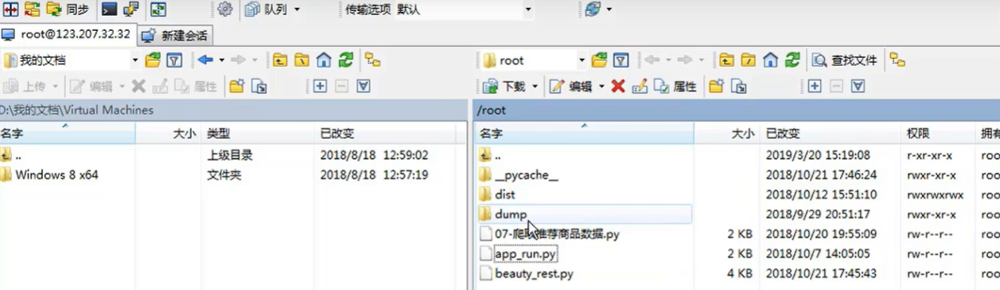 同步 队列 传输选项 默认
root@123.207.32.32 新建会话
我的文档 root 查找文件
上传 编辑 属性 下载 编辑 属性
D:\我的文档\Virtual Machines /root
名字 大小 类型 已改变 名字 大小 已改变 权限 拥有
.. 上级目录 2018/8/18 12:59:02 .. 2019/3/20 15:19:08 r-xr-xr-x roo
Windows 8 x64 文件夹 2018/8/18 12:57:19 __pycache__ 2018/10/21 17:46:24 rwxr-xr-x roo
dist 2018/10/12 15:51:10 rwxrwxrwx roo
dump 2018/9/29 20:51:17 rwxr-xr-x roo
07-爬取推荐商品数据.py 2 KB 2018/10/20 19:55:09 rw-r--r-- roo
app_run.py 2 KB 2018/10/7 14:05:05 rw-r--r-- roo
beauty_rest.py 4 KB 2018/10/21 17:45:43 rw-r--r-- roo